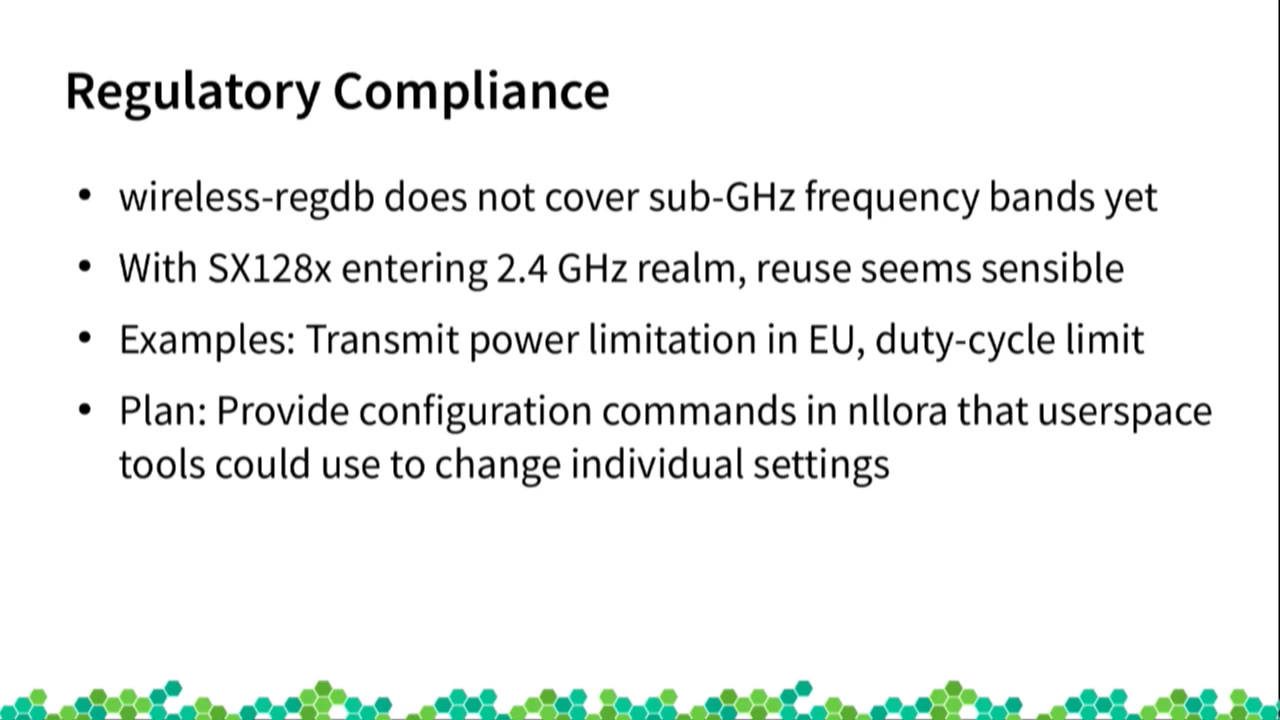 Regulatory Compliance
• wireless-regdb does not cover sub-GHz frequency bands yet
• With SX128x entering 2.4 GHz realm, reuse seems sensible
• Examples: Transmit power limitation in EU, duty-cycle limit
• Plan: Provide configuration commands in nllora that userspace
tools could use to change individual settings